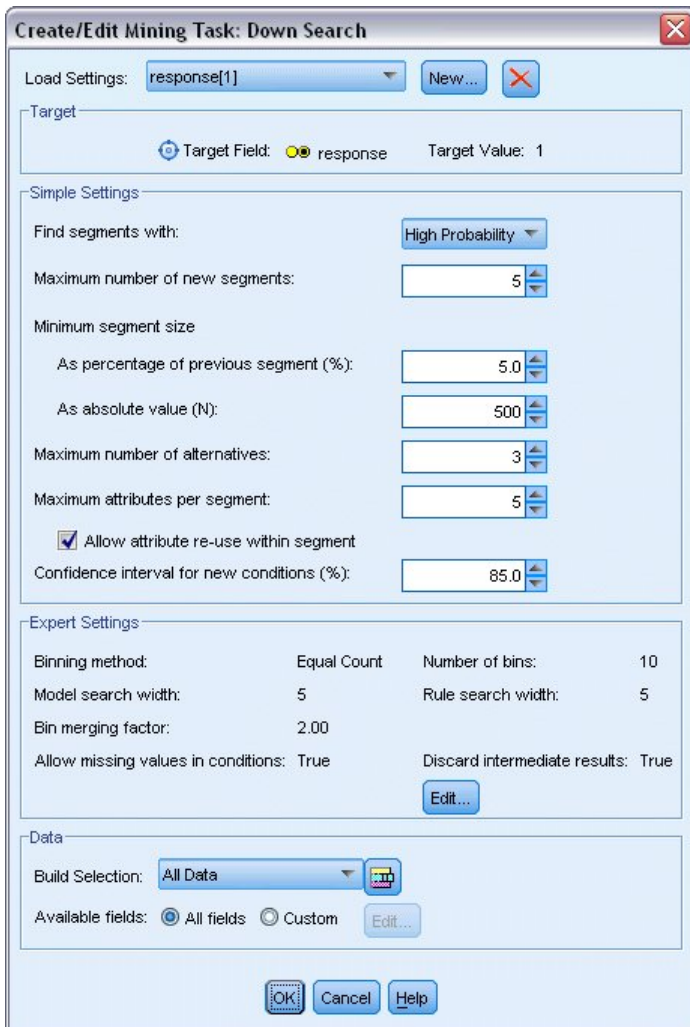 Create/Edit Mining Task: Down Search
Load Settings: response[1] New...
Target
Target Field: response Target Value: 1
Simple Settings
Find segments with: High Probability
Maximum number of new segments: 5
Minimum segment size
As percentage of previous segment (%): 5.0
As absolute value (N): 500
Maximum number of alternatives: 3
Maximum attributes per segment: 5
Allow attribute re-use within segment
Confidence interval for new conditions (%): 85.0
Expert Settings
Binning method: Equal Count Number of bins: 10
Model search width: 5 Rule search width: 5
Bin merging factor: 2.00
Allow missing values in conditions: True Discard intermediate results: True
Edit...
Data
Build Selection: All Data
Available fields: All fields Custom Edit...
OK Cancel Help